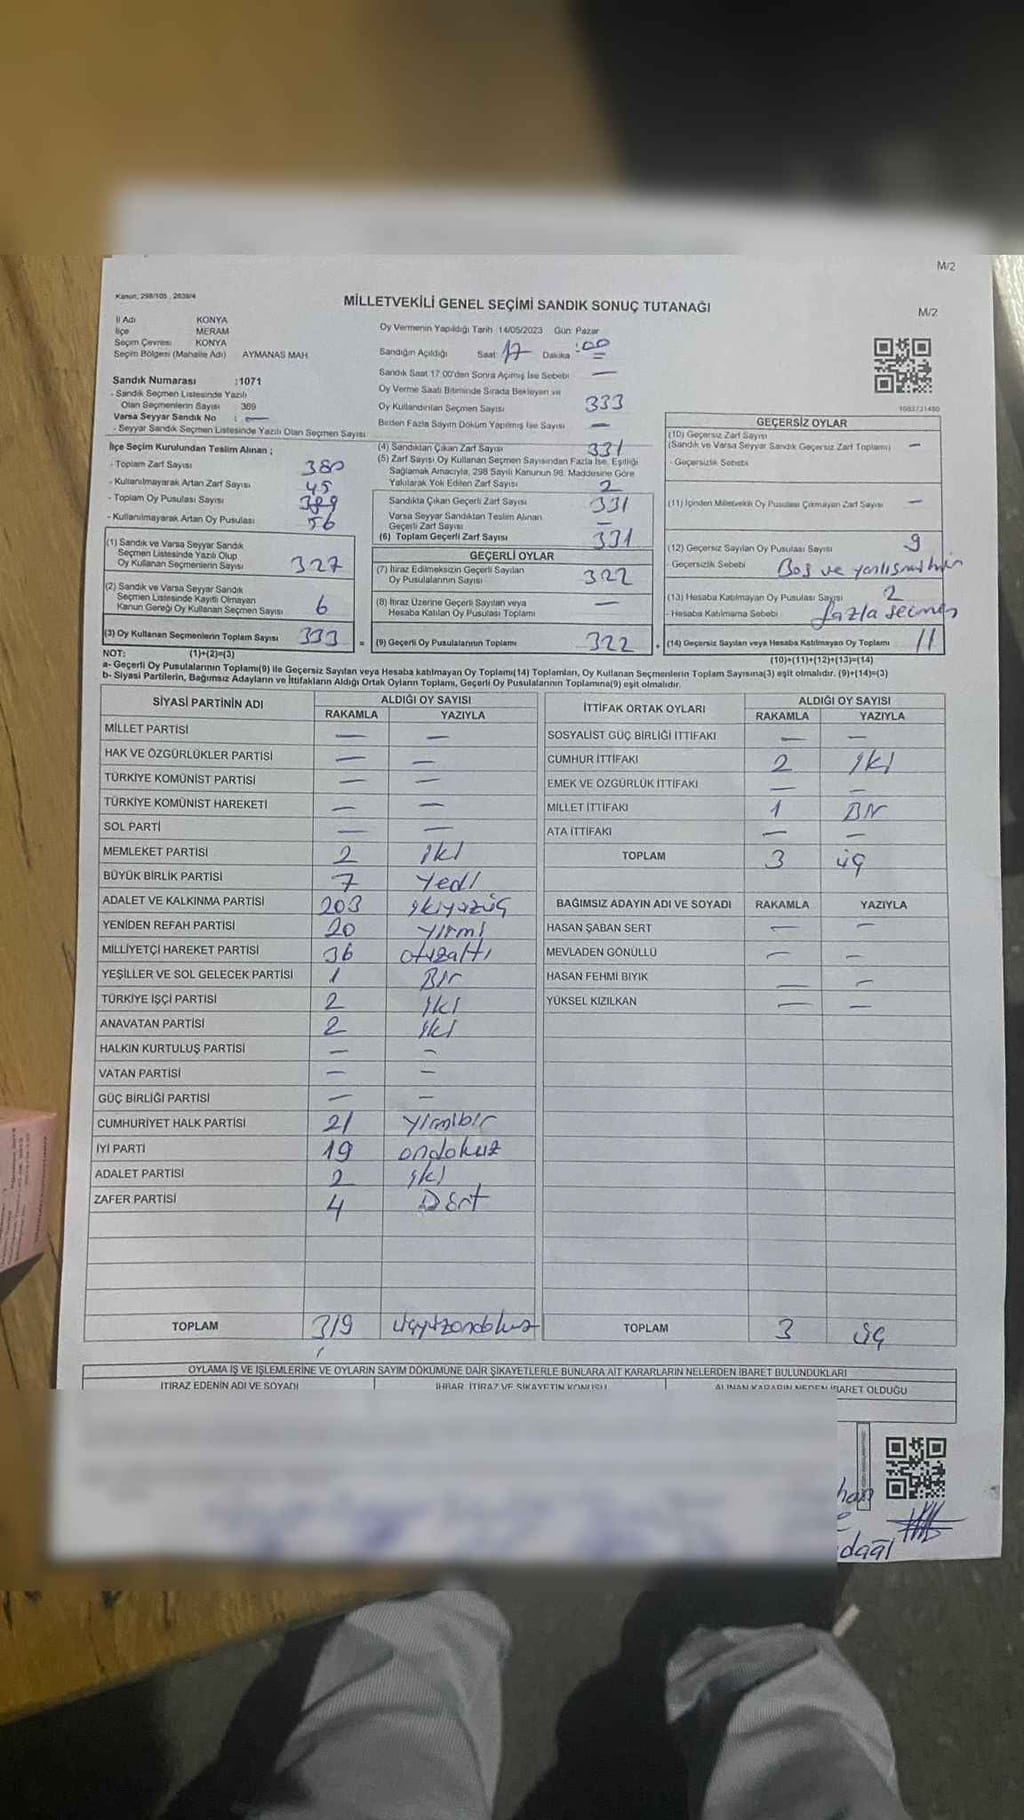 M/2
Kanun: 298/105 , 2839/4
MİLLETVEKİLİ GENEL SEÇİMİ SANDIK SONUÇ TUTANAĞI
M/2
İl Adı KONYA
İlçe MERAM
Seçim Çevresi KONYA
Seçim Bölgesi (Mahalle Adı) AYMANAS MAH
Oy Vermenin Yapıldığı Tarih 14/05/2023 Gün: Pazar
Sandığın Açıldığı Saat 17 Dakika :00
Sandık Saat 17.00'den Sonra Açılmış İse Sebebi —
Oy Verme Saati Bitiminde Sırada Bekleyen ve
Oy Kullandırılan Seçmen Sayısı 333
Birden Fazla Sayım Döküm Yapılmış İse Sayısı —
Sandık Numarası :1071
- Sandık Seçmen Listesinde Yazılı
Olan Seçmenlerin Sayısı 369
Varsa Seyyar Sandık No : —
- Seyyar Sandık Seçmen Listesinde Yazılı Olan Seçmen Sayısı
İlçe Seçim Kurulundan Teslim Alınan ;
- Toplam Zarf Sayısı 380
- Kullanılmayarak Artan Zarf Sayısı 45
- Toplam Oy Pusulası Sayısı 389
- Kullanılmayarak Artan Oy Pusulası 56
(1) Sandık ve Varsa Seyyar Sandık
Seçmen Listesinde Yazılı Olup
Oy Kullanan Seçmenlerin Sayısı 327
(2) Sandık ve Varsa Seyyar Sandık
Seçmen Listesinde Kayıtlı Olmayan
Kanun Gereği Oy Kullanan Seçmen Sayısı 6
(3) Oy Kullanan Seçmenlerin Toplam Sayısı 333 =
(4) Sandıktan Çıkan Zarf Sayısı 331
(5) Zarf Sayısı Oy Kullanan Seçmen Sayısından Fazla İse, Eşitliği
Sağlamak Amacıyla, 298 Sayılı Kanunun 98. Maddesine Göre
Yakılarak Yok Edilen Zarf Sayısı 2
Sandıkta Çıkan Geçerli Zarf Sayısı 331
Varsa Seyyar Sandıktan Teslim Alınan
Geçerli Zarf Sayısı —
(6) Toplam Geçerli Zarf Sayısı 331
GEÇERLİ OYLAR
(7) İtiraz Edilmeksizin Geçerli Sayılan
Oy Pusulalarının Sayısı 322
(8) İtiraz Üzerine Geçerli Sayılan veya
Hesaba Katılan Oy Pusulası Toplamı —
(9) Geçerli Oy Pusulalarının Toplamı 322 +
1683731480
GEÇERSİZ OYLAR
(10) Geçersiz Zarf Sayısı
(Sandık ve Varsa Seyyar Sandık Geçersiz Zarf Toplamı) —
- Geçersizlik Sebebi
(11) İçinden Milletvekili Oy Pusulası Çıkmayan Zarf Sayısı —
(12) Geçersiz Sayılan Oy Pusulası Sayısı 9
Geçersizlik Sebebi Boş ve
(13) Hesaba Katılmayan Oy Pusulası Sayısı 2
- Hesaba Katılmama Sebebi fazla seçmen
(14) Geçersiz Sayılan veya Hesaba Katılmayan Oy Toplamı 11
NOT: (1)+(2)=(3) (10)+(11)+(12)+(13)=(14)
a- Geçerli Oy Pusulalarının Toplamı(9) ile Geçersiz Sayılan veya Hesaba katılmayan Oy Toplamı(14) Toplamları, Oy Kullanan Seçmenlerin Toplam Sayısına(3) eşit olmalıdır. (9)+(14)=(3)
b- Siyasi Partilerin, Bağımsız Adayların ve İttifakların Aldığı Ortak Oyların Toplamı, Geçerli Oy Pusulalarının Toplamına(9) eşit olmalıdır.
SİYASİ PARTİNİN ADI ALDIĞI OY SAYISI
RAKAMLA YAZIYLA
MİLLET PARTİSİ — —
HAK VE ÖZGÜRLÜKLER PARTİSİ — —
TÜRKİYE KOMÜNİST PARTİSİ — —
TÜRKİYE KOMÜNİST HAREKETİ — —
SOL PARTİ — —
MEMLEKET PARTİSİ 2 iki
BÜYÜK BİRLİK PARTİSİ 7 Yedi
ADALET VE KALKINMA PARTİSİ 203 ikiyüzüç
YENİDEN REFAH PARTİSİ 20 yirmi
MİLLİYETÇİ HAREKET PARTİSİ 36 otuzaltı
YEŞİLLER VE SOL GELECEK PARTİSİ 1 Bir
TÜRKİYE İŞÇİ PARTİSİ 2 iki
ANAVATAN PARTİSİ 2 iki
HALKIN KURTULUŞ PARTİSİ — —
VATAN PARTİSİ — —
GÜÇ BİRLİĞİ PARTİSİ — —
CUMHURİYET HALK PARTİSİ 21 yirmibir
İYİ PARTİ 19 ondokuz
ADALET PARTİSİ 2 iki
ZAFER PARTİSİ 4 Dört
TOPLAM 319 üçyüzondokuz
İTTİFAK ORTAK OYLARI ALDIĞI OY SAYISI
RAKAMLA YAZIYLA
SOSYALİST GÜÇ BİRLİĞİ İTTİFAKI — —
CUMHUR İTTİFAKI 2 iki
EMEK VE ÖZGÜRLÜK İTTİFAKI — —
MİLLET İTTİFAKI 1 Bir
ATA İTTİFAKI — —
TOPLAM 3 üç
BAĞIMSIZ ADAYIN ADI VE SOYADI RAKAMLA YAZIYLA
HASAN ŞABAN SERT — —
MEVLADEN GÖNÜLLÜ — —
HASAN FEHMİ BIYIK — —
YÜKSEL KIZILKAN — —
TOPLAM 3 üç
OYLAMA İŞ VE İŞLEMLERİNE VE OYLARIN SAYIM DÖKÜMÜNE DAİR ŞİKAYETLERLE BUNLARA AİT KARARLARIN NELERDEN İBARET BULUNDUKLARI
İTİRAZ EDENİN ADI VE SOYADI İHBAR, İTİRAZ VE ŞİKAYETİN KONUSU ALINAN KARARIN NEDEN İBARET OLDUĞU
han
dağl